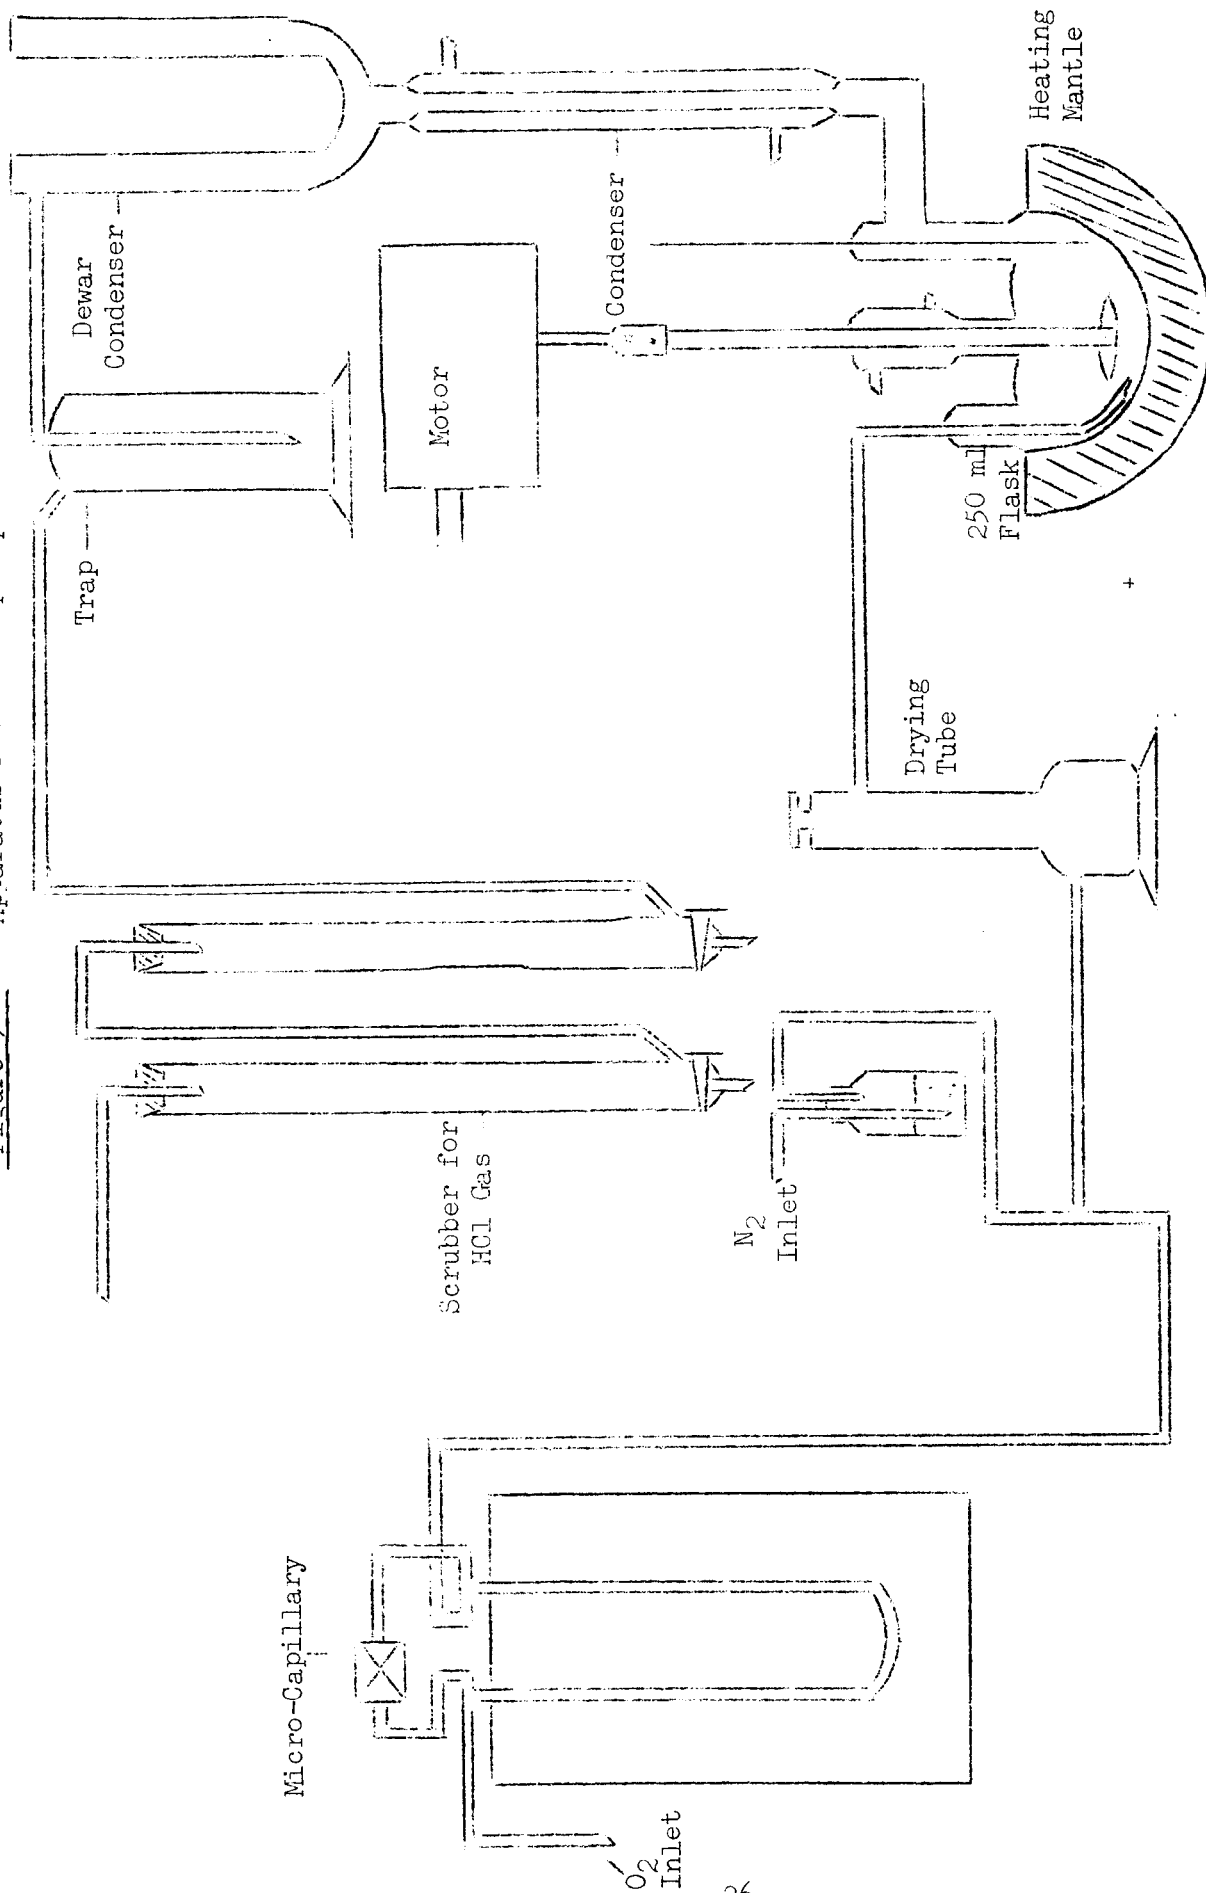 Dewar
Condenser
Trap
Motor
Condenser
Heating
Mantle
250 ml
Flask
Drying
Tube
Scrubber for
HCl Gas
N2
Inlet
Micro-Capillary
O2
Inlet
+